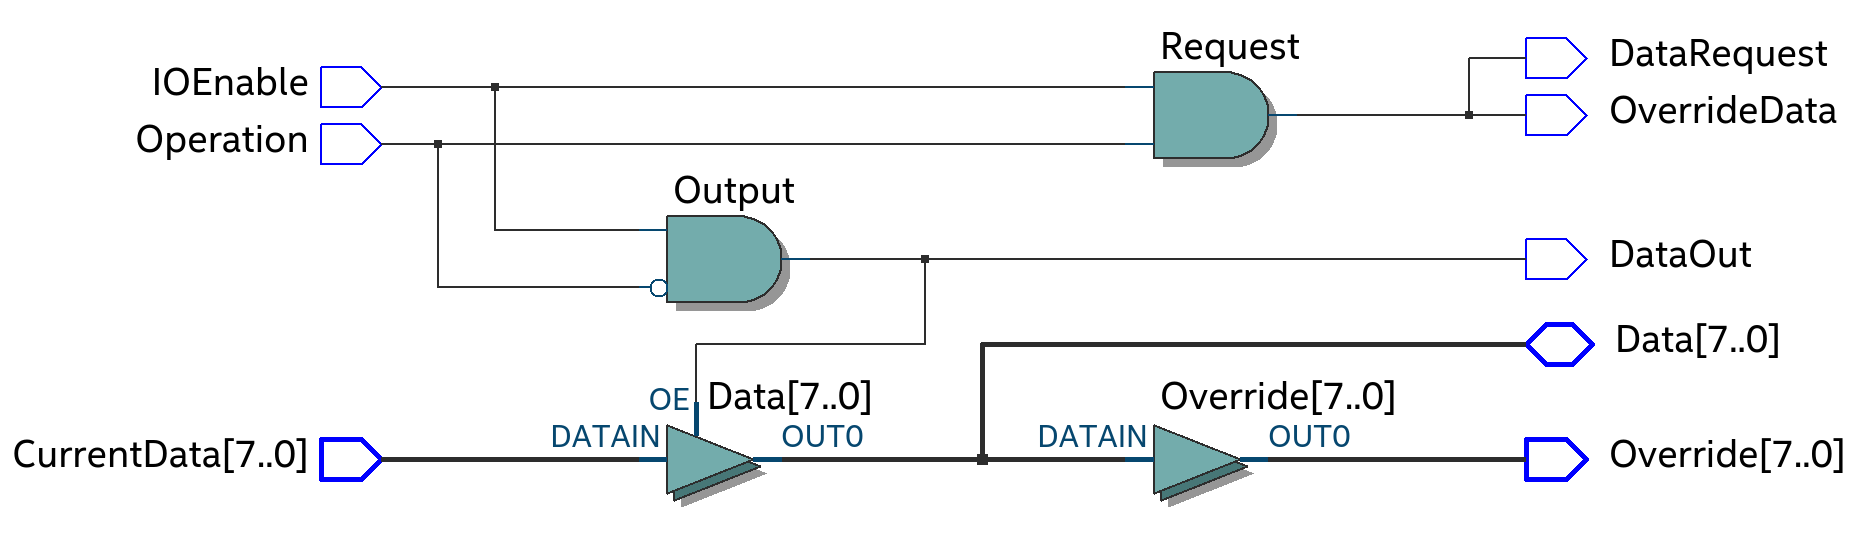 Request
DataRequest
IOEnable
OverrideData
Operation
Output
DataOut
Data[7..0]
OE
Data[7..0]
Override[7..0]
DATAIN
OUT0
DATAIN
OUT0
CurrentData[7..0]
Override[7..0]